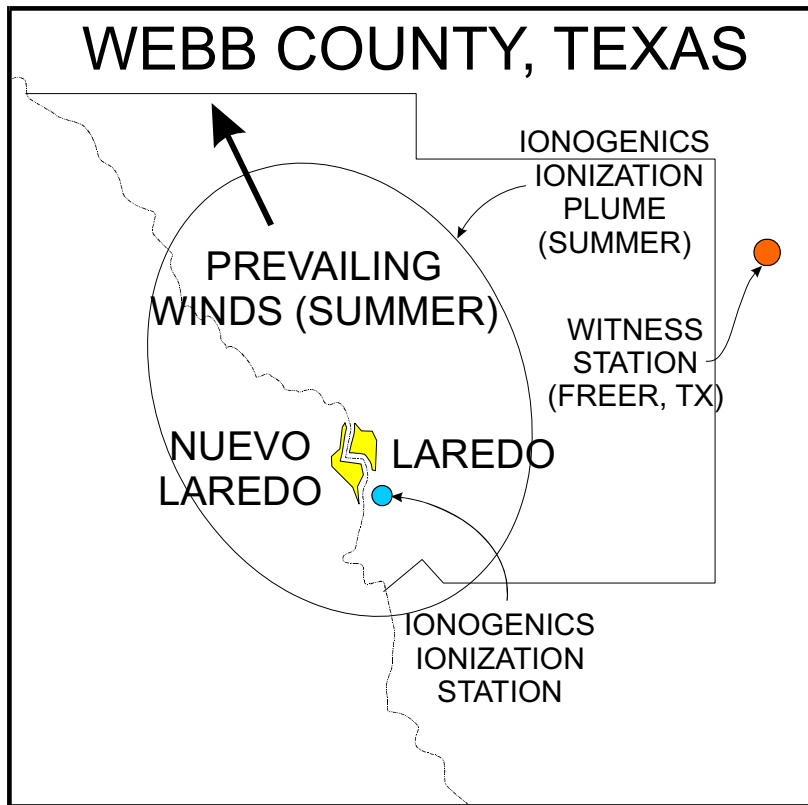 WEBB COUNTY, TEXAS
IONOGENICS
IONIZATION
PLUME
(SUMMER)
PREVAILING
WINDS (SUMMER)
WITNESS
STATION
(FREER, TX)
NUEVO
LAREDO
LAREDO
IONOGENICS
IONIZATION
STATION